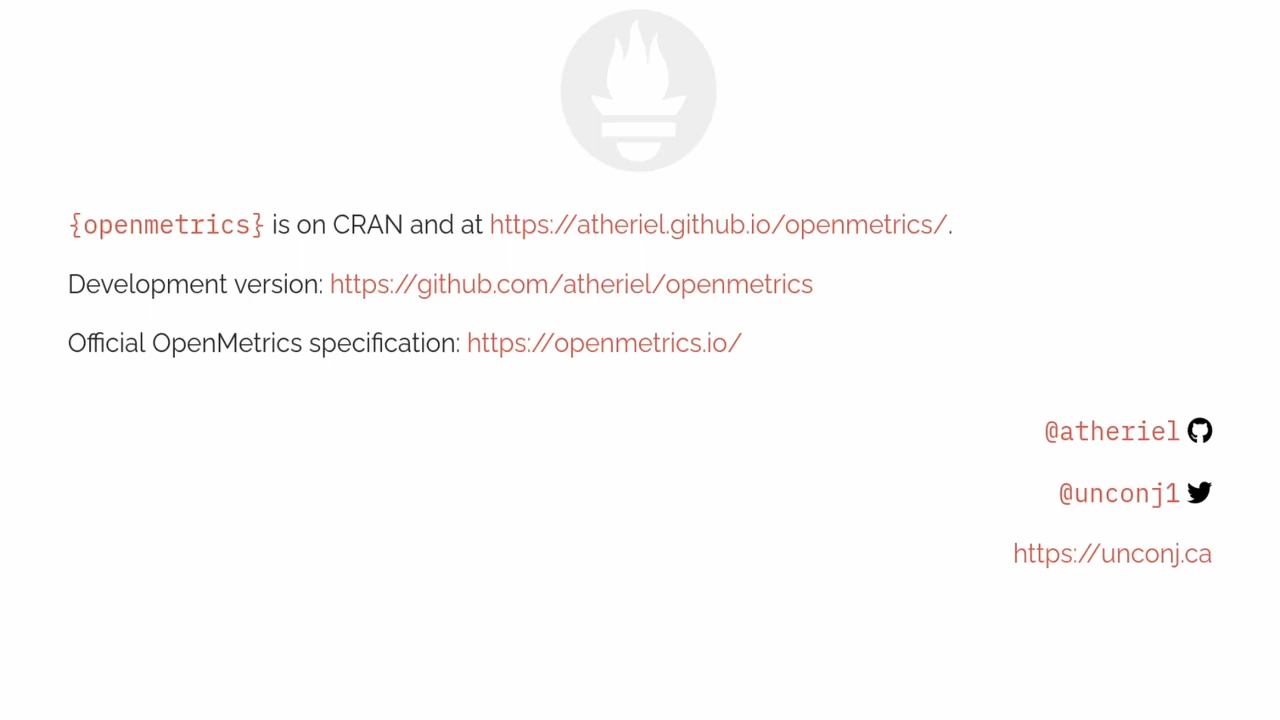 {openmetrics} is on CRAN and at https://atheriel.github.io/openmetrics/.
Development version: https://github.com/atheriel/openmetrics
Official OpenMetrics specification: https://openmetrics.io/
@atheriel
@unconj1
https://unconj.ca